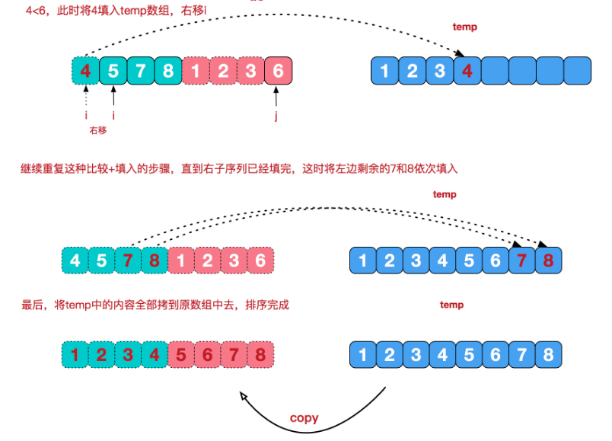 4<6，此时将4填入temp数组，右移i
temp
4 5 7 8 1 2 3 6
1 2 3 4
i i j
右移
继续重复这种比较+填入的步骤，直到右子序列已经填完，这时将左边剩余的7和8依次填入
temp
4 5 7 8 1 2 3 6
1 2 3 4 5 6 7 8
最后，将temp中的内容全部拷到原数组中去，排序完成
temp
1 2 3 4 5 6 7 8
1 2 3 4 5 6 7 8
copy